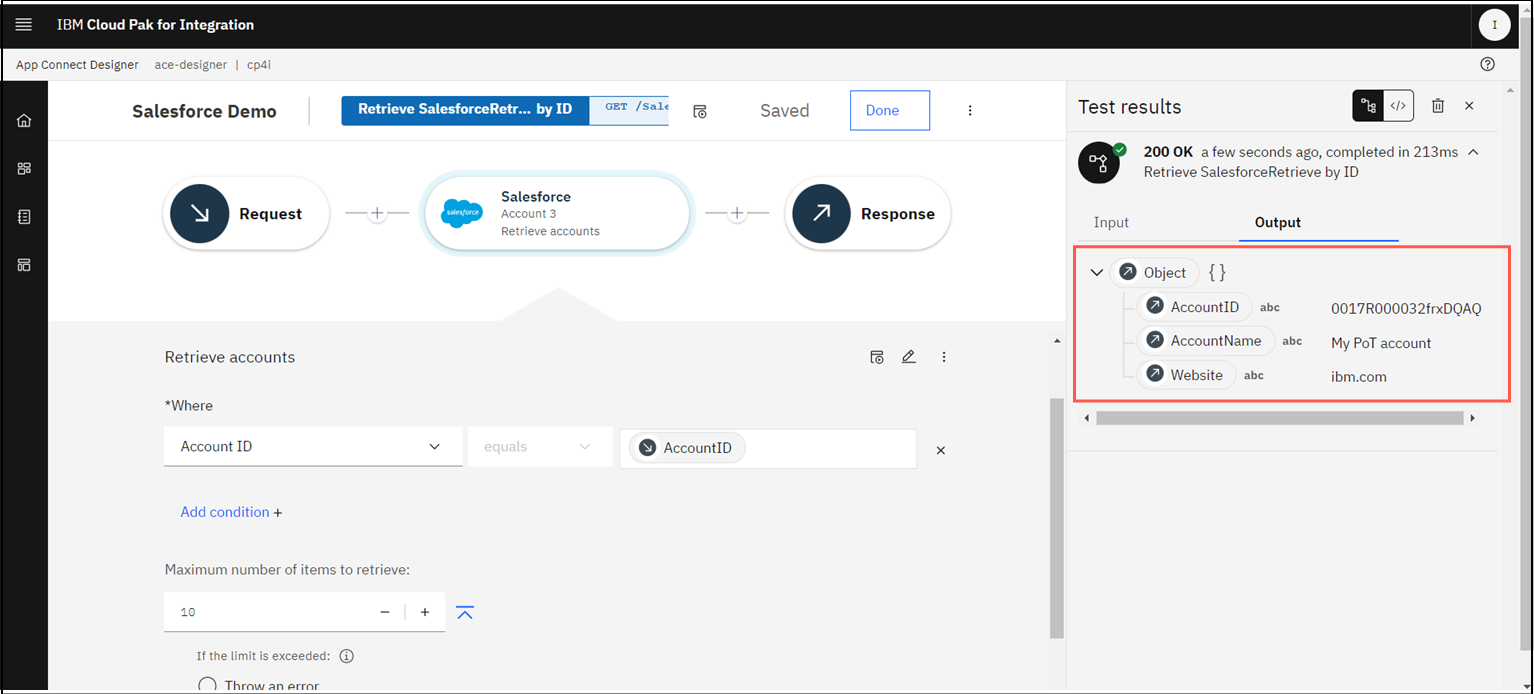 IBM Cloud Pak for Integration
I
App Connect Designer ace-designer | cp4i
Salesforce Demo
Retrieve SalesforceRetr... by ID
GET /Sale
Saved
Done
Request
salesforce
Salesforce
Account 3
Retrieve accounts
Response
Retrieve accounts
*Where
Account ID
equals
AccountID
Add condition +
Maximum number of items to retrieve:
10
If the limit is exceeded:
Throw an error
Test results
</>
200 OK a few seconds ago, completed in 213ms
Retrieve SalesforceRetrieve by ID
Input
Output
Object { }
AccountID abc 0017R000032frxDQAQ
AccountName abc My PoT account
Website abc ibm.com